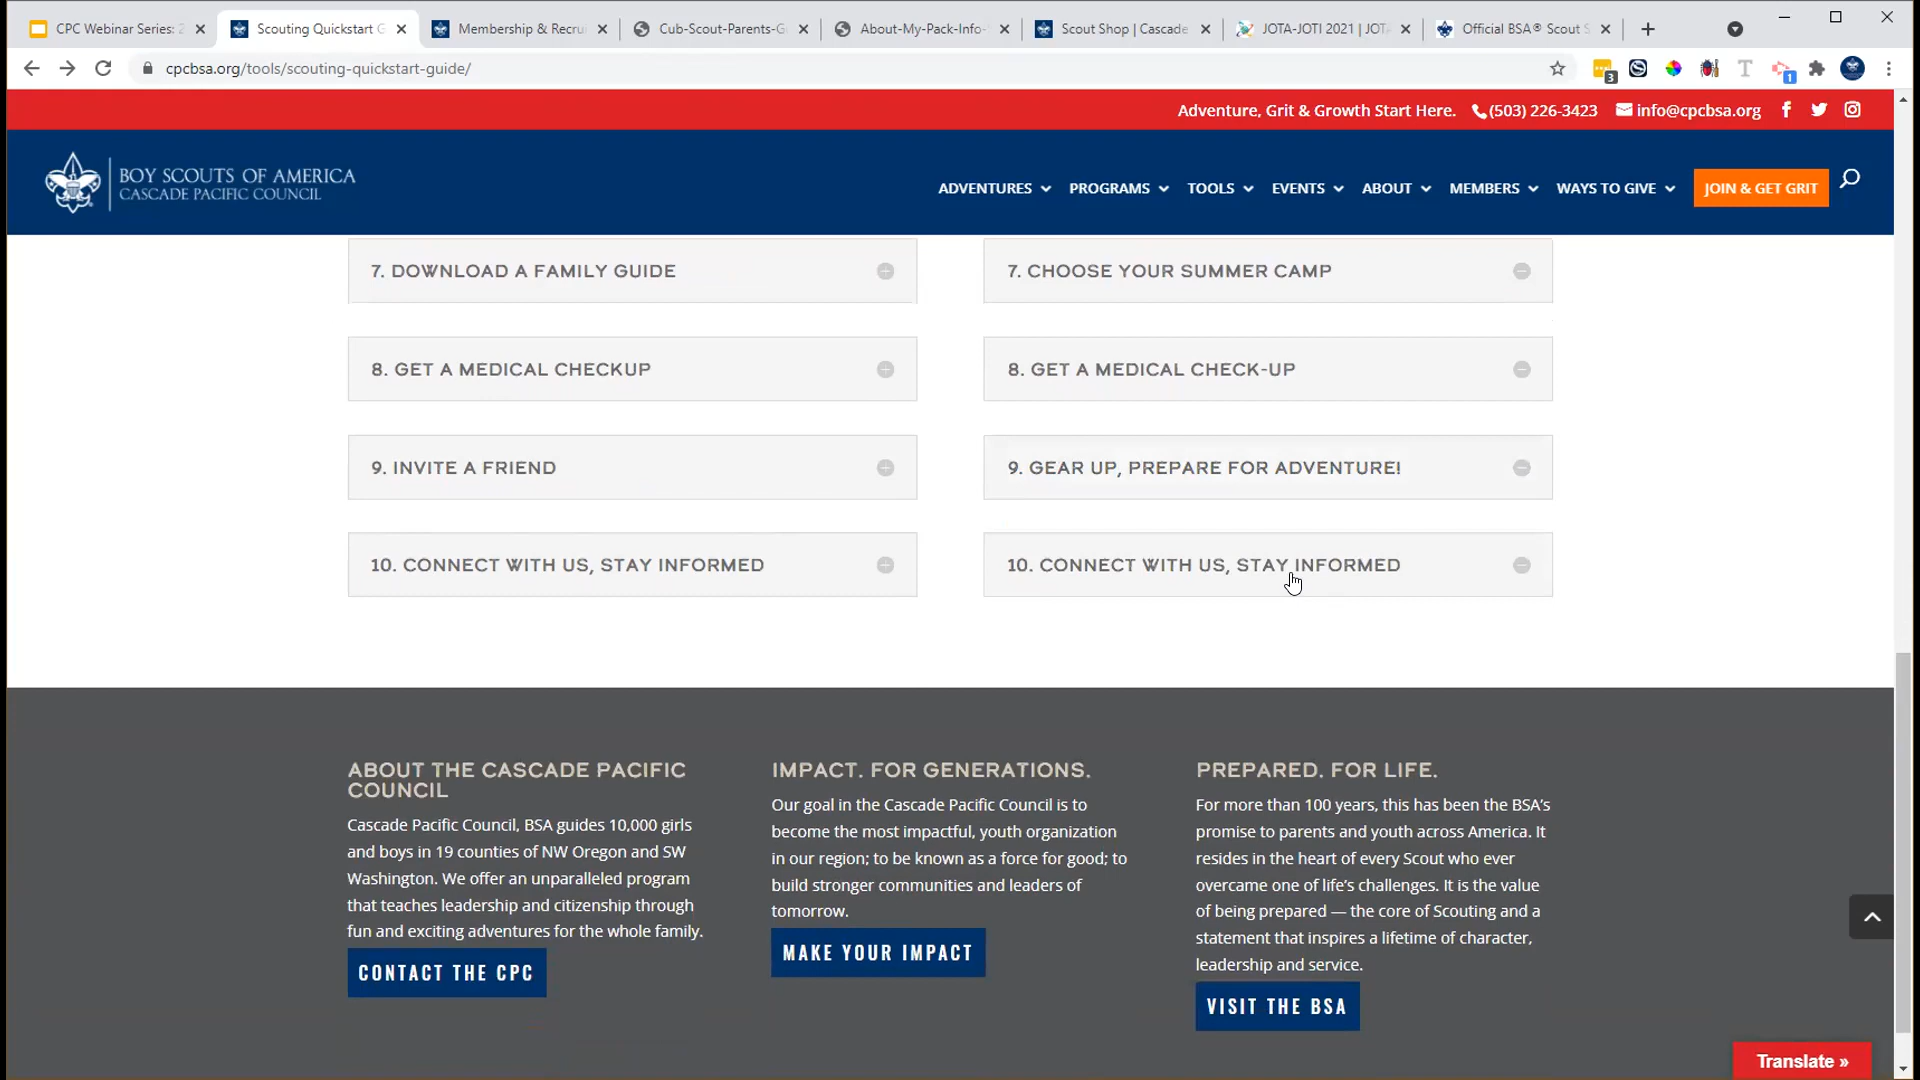 CPC Webinar Series: 2
Scouting Quickstart G
Membership & Recru
Cub-Scout-Parents-G
About-My-Pack-Info-
Scout Shop | Cascade
JOTA-JOTI 2021 | JOTA
Official BSA® Scout S
cpcbsa.org/tools/scouting-quickstart-guide/
3
T
1
Adventure, Grit & Growth Start Here. (503) 226-3423 info@cpcbsa.org
BOY SCOUTS OF AMERICA
CASCADE PACIFIC COUNCIL
ADVENTURES PROGRAMS TOOLS EVENTS ABOUT MEMBERS WAYS TO GIVE JOIN & GET GRIT
7. DOWNLOAD A FAMILY GUIDE
7. CHOOSE YOUR SUMMER CAMP
8. GET A MEDICAL CHECKUP
8. GET A MEDICAL CHECK-UP
9. INVITE A FRIEND
9. GEAR UP, PREPARE FOR ADVENTURE!
10. CONNECT WITH US, STAY INFORMED
10. CONNECT WITH US, STAY INFORMED
ABOUT THE CASCADE PACIFIC
COUNCIL
Cascade Pacific Council, BSA guides 10,000 girls
and boys in 19 counties of NW Oregon and SW
Washington. We offer an unparalleled program
that teaches leadership and citizenship through
fun and exciting adventures for the whole family.
CONTACT THE CPC
IMPACT. FOR GENERATIONS.
Our goal in the Cascade Pacific Council is to
become the most impactful, youth organization
in our region; to be known as a force for good; to
build stronger communities and leaders of
tomorrow.
MAKE YOUR IMPACT
PREPARED. FOR LIFE.
For more than 100 years, this has been the BSA’s
promise to parents and youth across America. It
resides in the heart of every Scout who ever
overcame one of life’s challenges. It is the value
of being prepared — the core of Scouting and a
statement that inspires a lifetime of character,
leadership and service.
VISIT THE BSA
Translate »